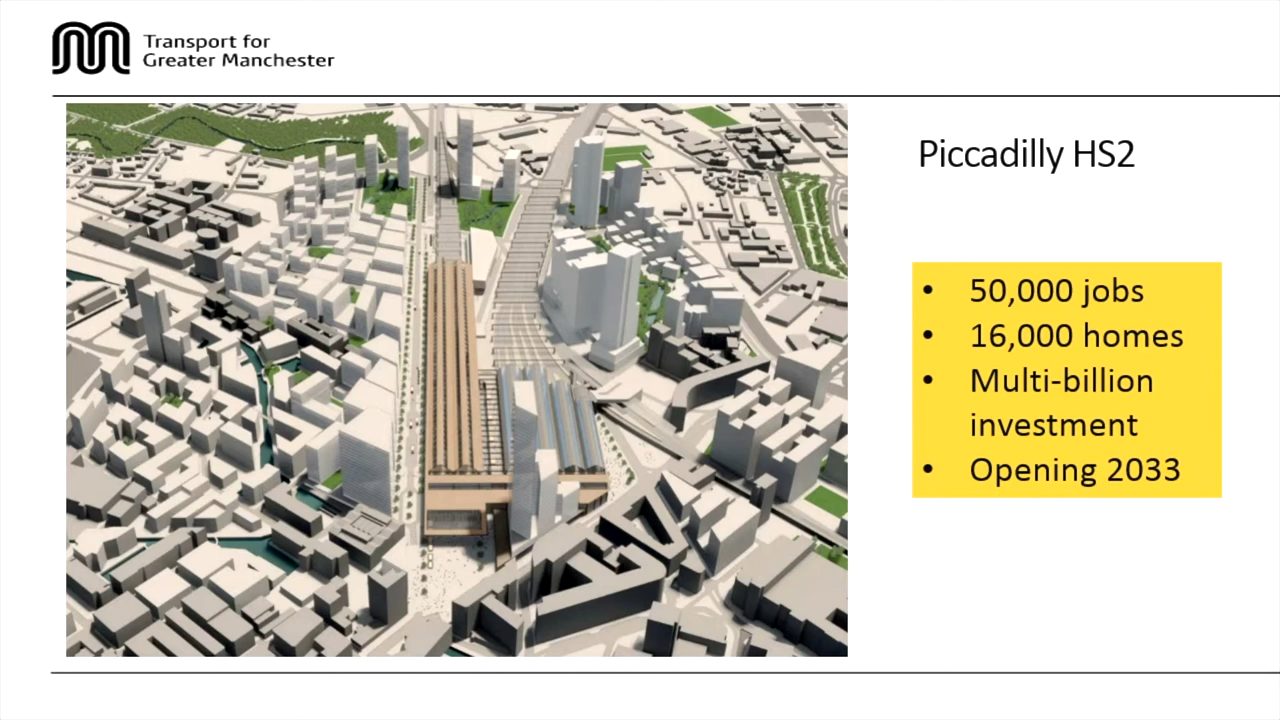 Transport for
Greater Manchester
Piccadilly HS2
• 50,000 jobs
• 16,000 homes
• Multi-billion
investment
• Opening 2033